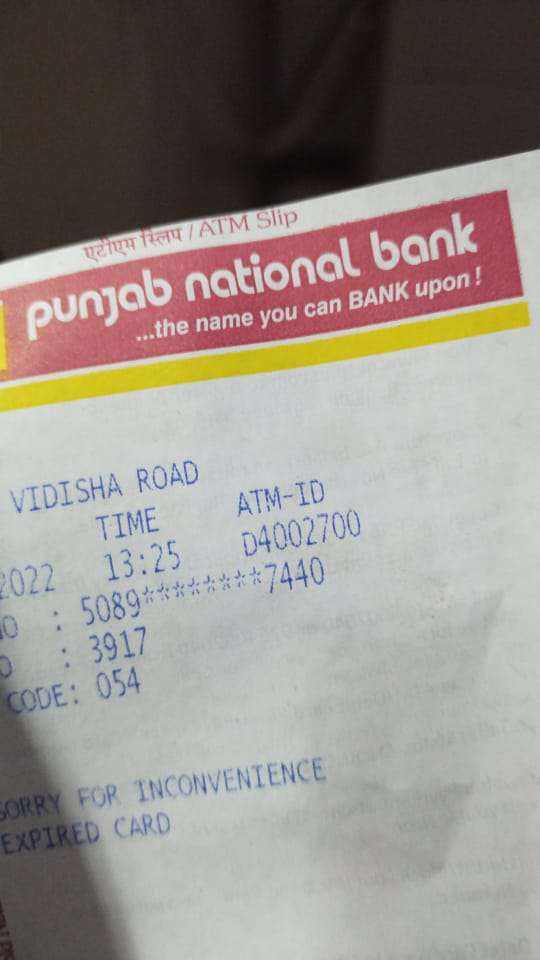 एटीएम स्लिप / ATM Slip
punjab national bank
...the name you can BANK upon!
VIDISHA ROAD
TIME ATM-ID
2022 13:25 D4002700
O : 5089********7440
O : 3917
CODE: 054
SORRY FOR INCONVENIENCE
EXPIRED CARD